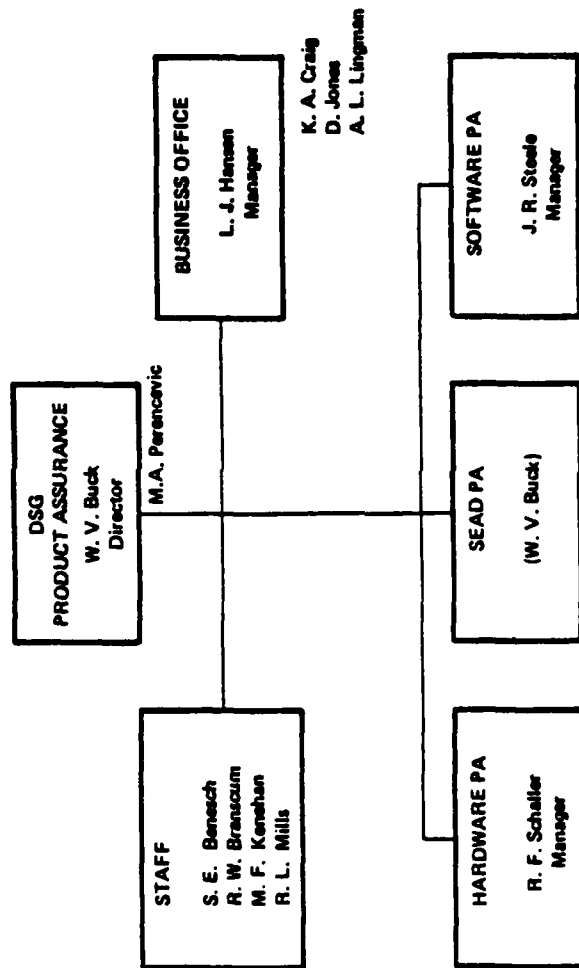 DSG
PRODUCT ASSURANCE
W. V. Buck
Director
M.A. Perencevic
STAFF
S. E. Benesch
R. W. Branscum
M. F. Kenehan
R. L. Mills
BUSINESS OFFICE
L. J. Hansen
Manager
K. A. Craig
D. Jones
A. L. Lingman
HARDWARE PA
R. F. Schaller
Manager
SEAD PA
(W. V. Buck)
SOFTWARE PA
J. R. Steele
Manager